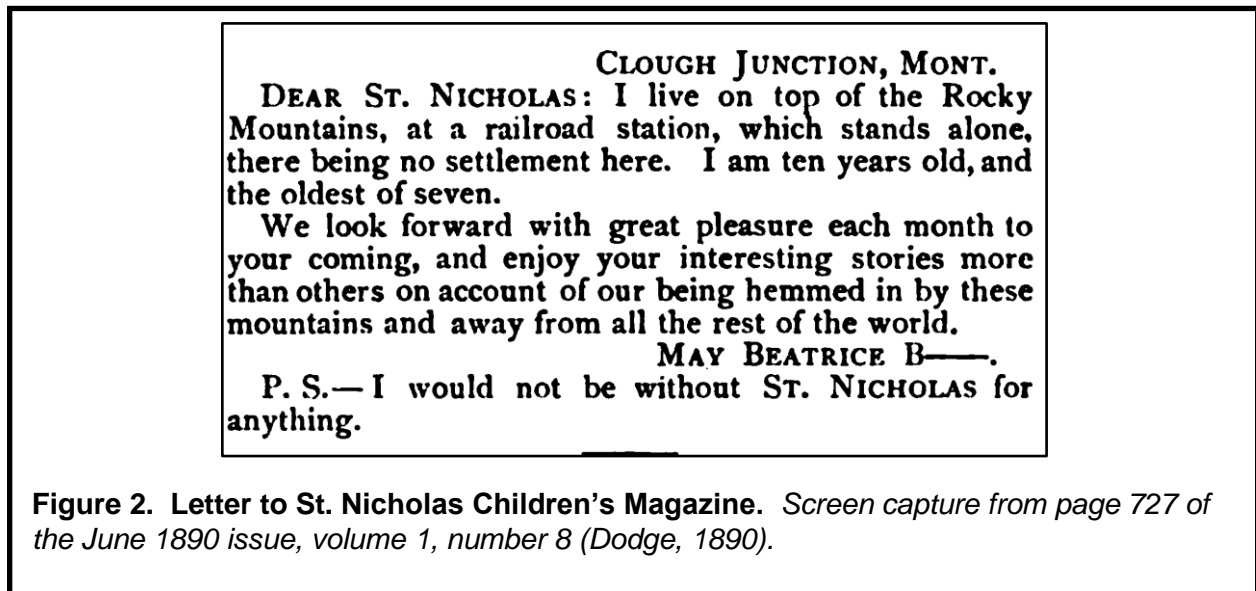 CLOUGH JUNCTION, MONT.
DEAR ST. NICHOLAS: I live on top of the Rocky
Mountains, at a railroad station, which stands alone,
there being no settlement here. I am ten years old, and
the oldest of seven.
We look forward with great pleasure each month to
your coming, and enjoy your interesting stories more
than others on account of our being hemmed in by these
mountains and away from all the rest of the world.
MAY BEATRICE B——.
P. S.—I would not be without ST. NICHOLAS for
anything.
Figure 2. Letter to St. Nicholas Children's Magazine. Screen capture from page 727 of
the June 1890 issue, volume 1, number 8 (Dodge, 1890).